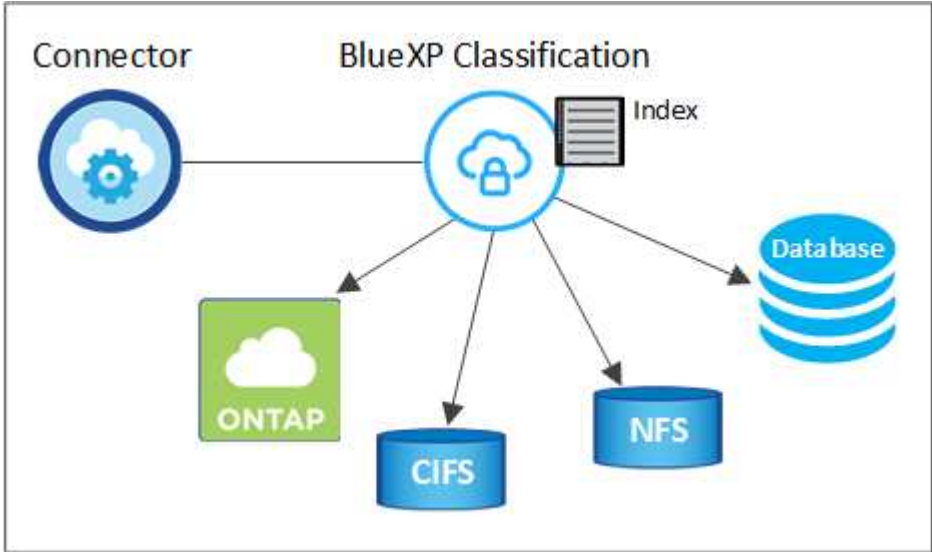 Connector
BlueXP Classification
Index
Database
ONTAP
NFS
CIFS